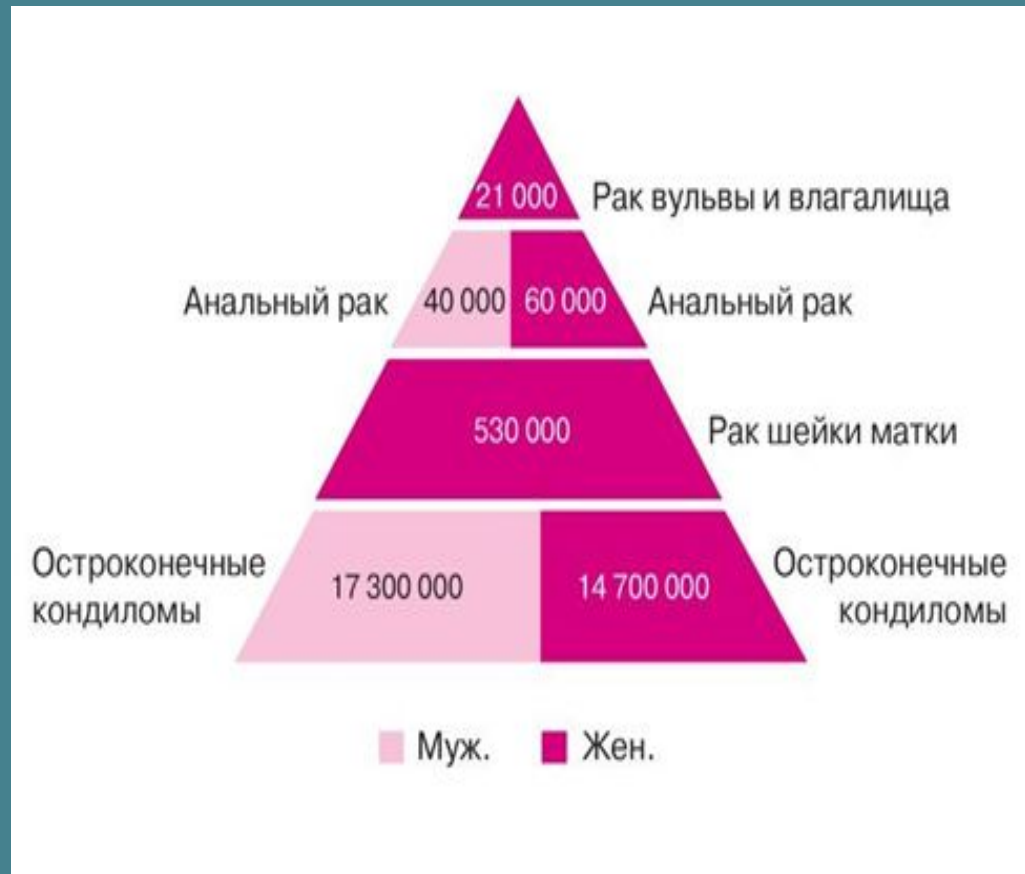 21 000 Рак вульвы и влагалища
Анальный рак 40 000 60 000 Анальный рак
530 000 Рак шейки матки
Остроконечные
кондиломы
17 300 000 14 700 000
Остроконечные
кондиломы
Муж. Жен.